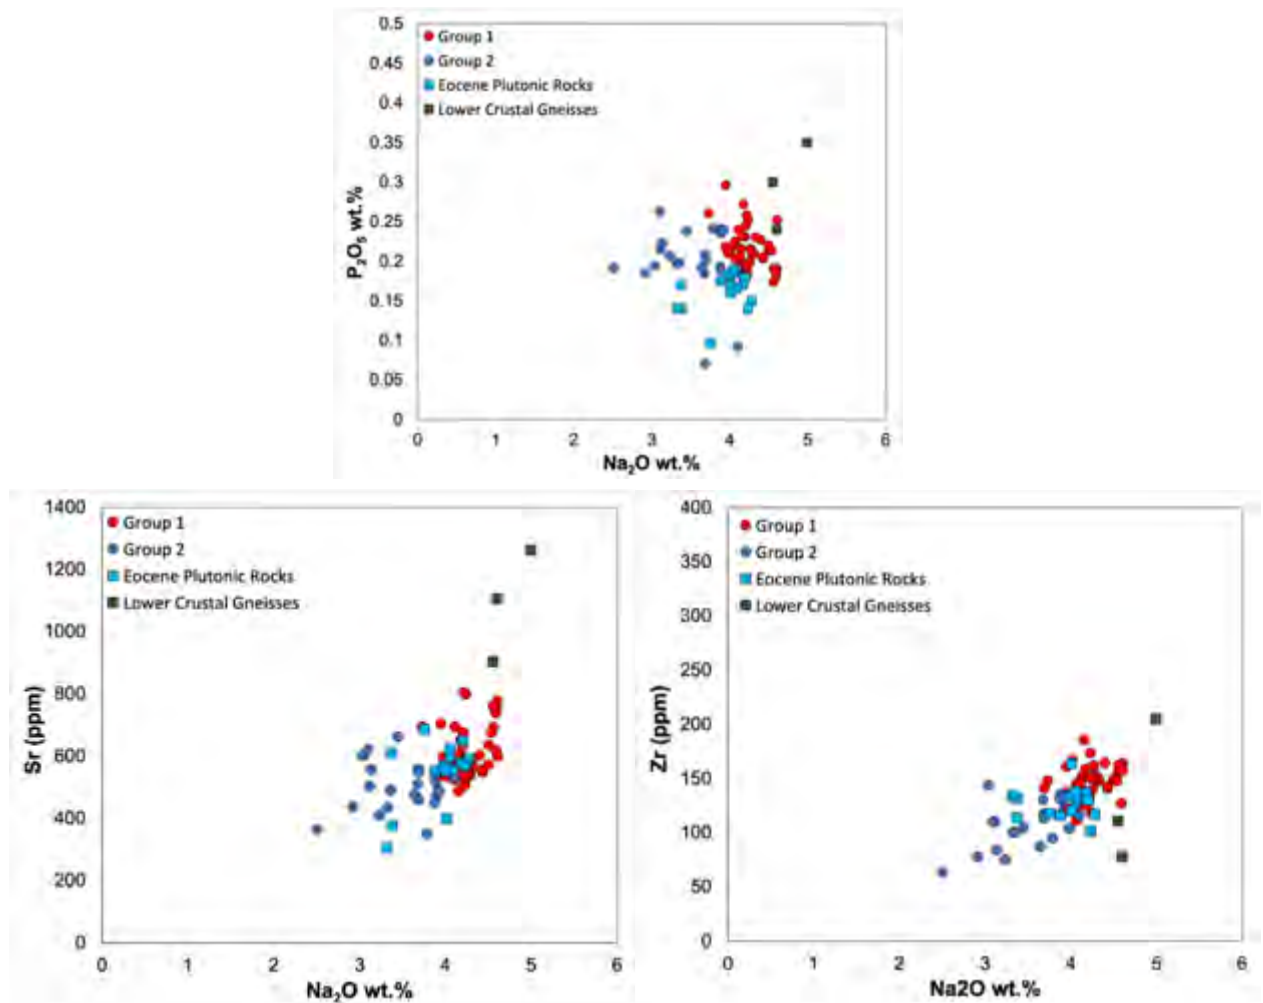 0.5
Group 1
0.45
Group 2
Eocene Plutonic Rocks
0.4
Lower Crustal Gneisses
0.35
0.3
0.25
0.2
0.15
0.1
0.05
0
P₂O₅ wt.%
0 1 2 3 4 5 6
Na₂O wt.%
1400
Group 1
Group 2
Eocene Plutonic Rocks
Lower Crustal Gneisses
1200
1000
800
600
400
200
0
Sr (ppm)
0 1 2 3 4 5 6
Na₂O wt.%
400
Group 1
350
Group 2
Eocene Plutonic Rocks
Lower Crustal Gneisses
300
250
200
150
100
50
0
Zr (ppm)
0 1 2 3 4 5 6
Na2O wt.%